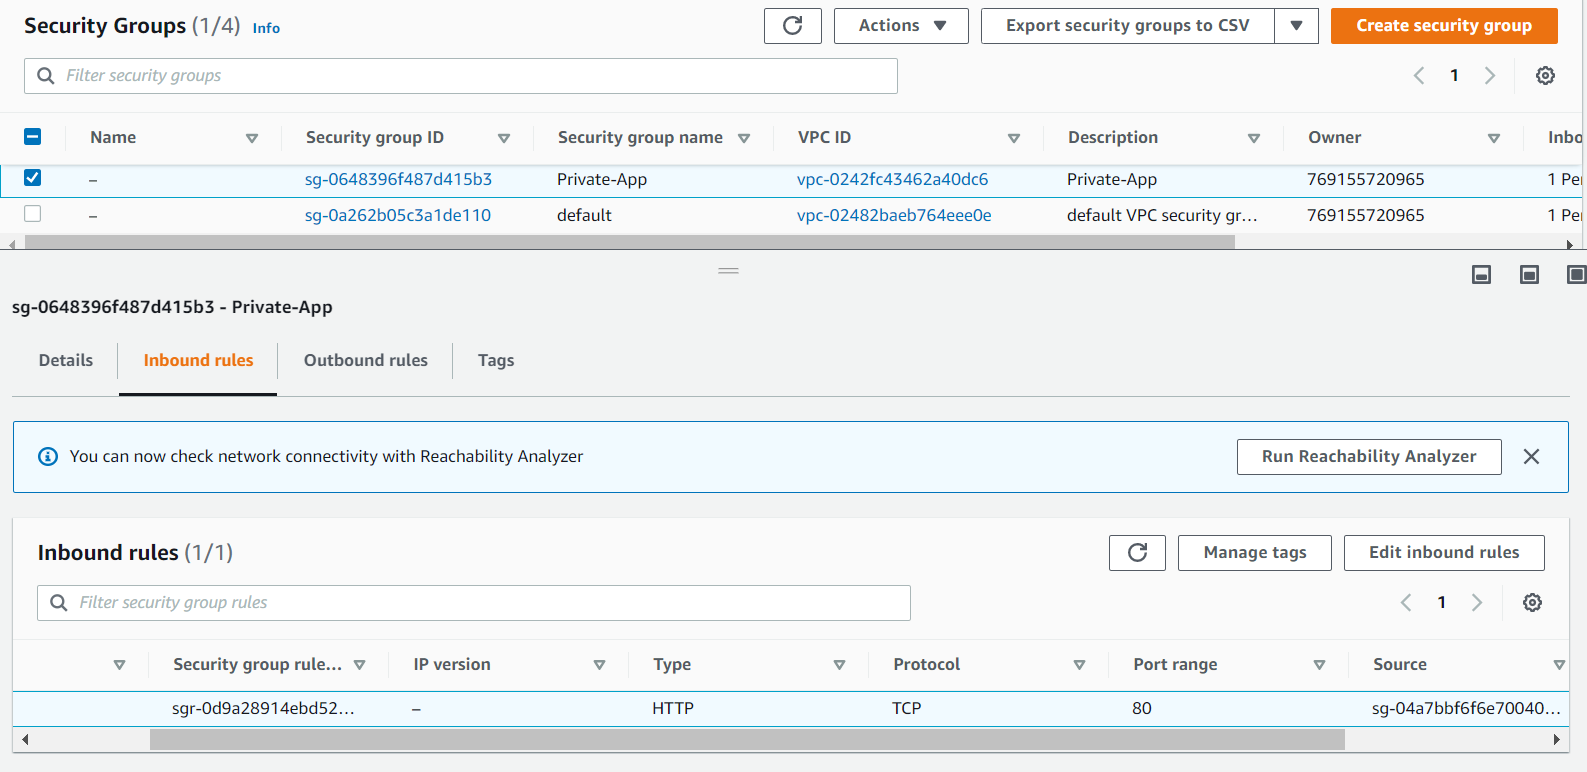 Security Groups (1/4) Info
Actions
Export security groups to CSV
Create security group
Filter security groups
1
Name Security group ID Security group name VPC ID Description Owner Inbo
– sg-0648396f487d415b3 Private-App vpc-0242fc43462a40dc6 Private-App 769155720965 1 Per
– sg-0a262b05c3a1de110 default vpc-02482baeb764eee0e default VPC security gr... 769155720965 1 Per
sg-0648396f487d415b3 - Private-App
Details Inbound rules Outbound rules Tags
You can now check network connectivity with Reachability Analyzer
Run Reachability Analyzer
Inbound rules (1/1)
Manage tags
Edit inbound rules
Filter security group rules
1
Security group rule... IP version Type Protocol Port range Source
sgr-0d9a28914ebd52... – HTTP TCP 80 sg-04a7bbf6f6e70040...